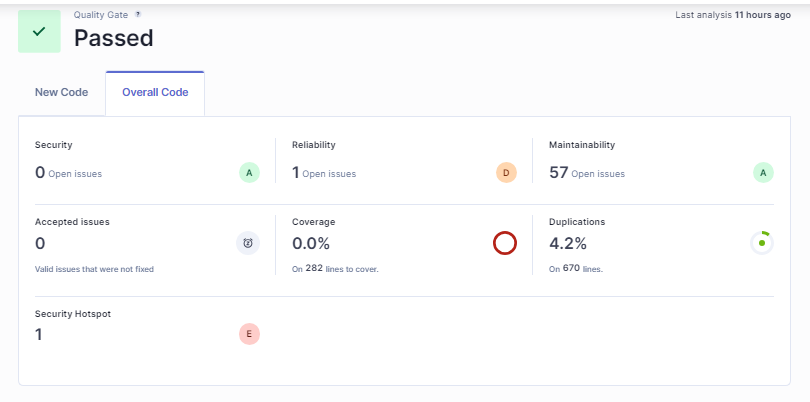 Quality Gate ?
Last analysis 11 hours ago
Passed
New Code
Overall Code
Security
Reliability
Maintainability
0 Open issues
A
1 Open issues
D
57 Open issues
A
Accepted issues
Coverage
Duplications
0
0.0%
4.2%
Valid issues that were not fixed
On 282 lines to cover.
On 670 lines.
Security Hotspot
1
E